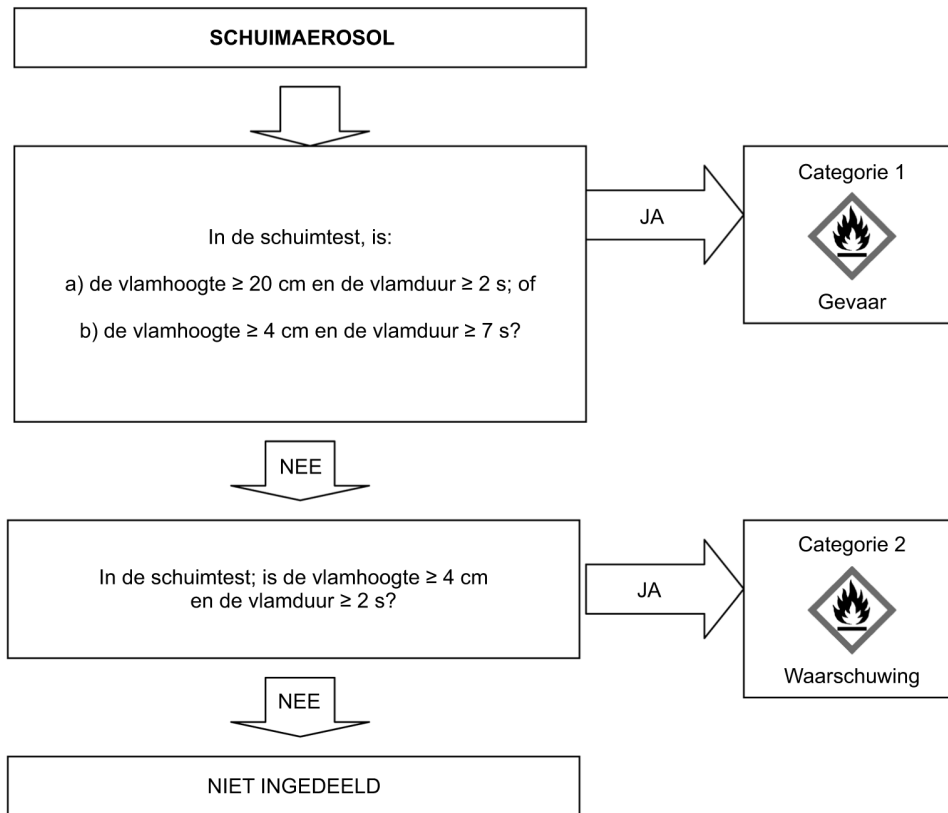 SCHUIMAEROSOL
In de schuimtest, is:
a) de vlamhoogte ≥ 20 cm en de vlamduur ≥ 2 s; of
b) de vlamhoogte ≥ 4 cm en de vlamduur ≥ 7 s?
JA
Categorie 1
Gevaar
NEE
In de schuimtest; is de vlamhoogte ≥ 4 cm
en de vlamduur ≥ 2 s?
JA
Categorie 2
Waarschuwing
NEE
NIET INGEDEELD